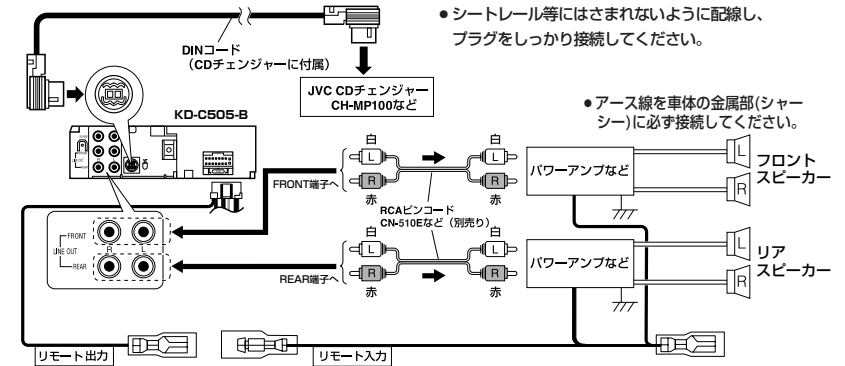 ● シートレール等にはさまれないように配線し、
プラグをしっかり接続してください。
DINコード
（CDチェンジャーに付属）
JVC CDチェンジャー
CH-MP100など
● アース線を車体の金属部(シャー
シー)に必ず接続してください。
KD-C505-B
白
白
L
L
R
R
FRONT端子へ
赤
赤
パワーアンプなど
L
R
フロント
スピーカー
RCAピンコード
CN-510Eなど（別売り）
FRONT
R
L
LINE OUT
REAR
白
白
L
L
R
R
REAR端子へ
赤
赤
パワーアンプなど
L
R
リア
スピーカー
リモート出力
リモート入力